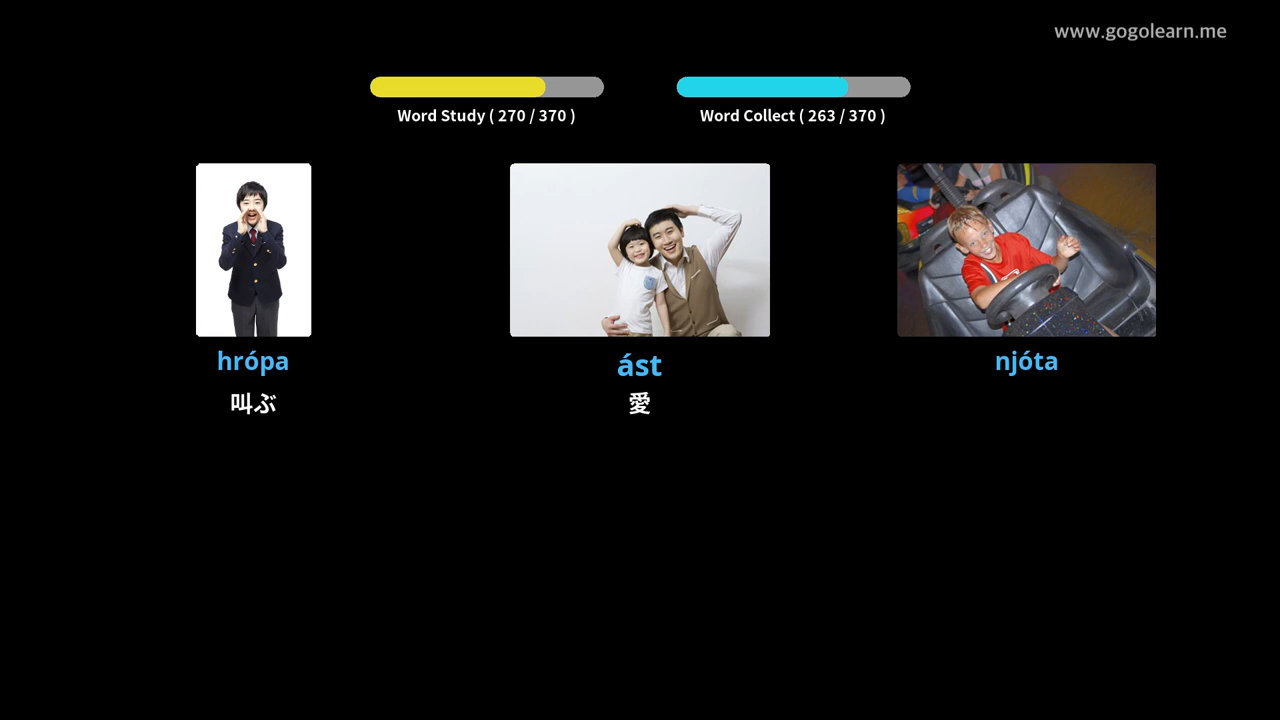 www.gogolearn.me
Word Study ( 270 / 370 )
Word Collect ( 263 / 370 )
hrópa
ást
njóta
叫ぶ
愛